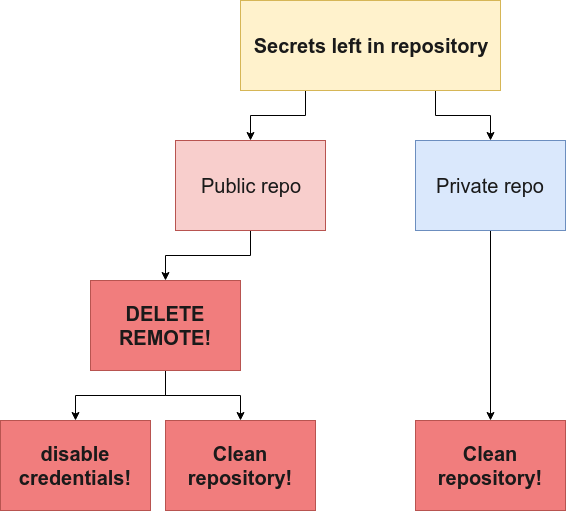 Secrets left in repository
Public repo
Private repo
DELETE
REMOTE!
disable
credentials!
Clean
repository!
Clean
repository!